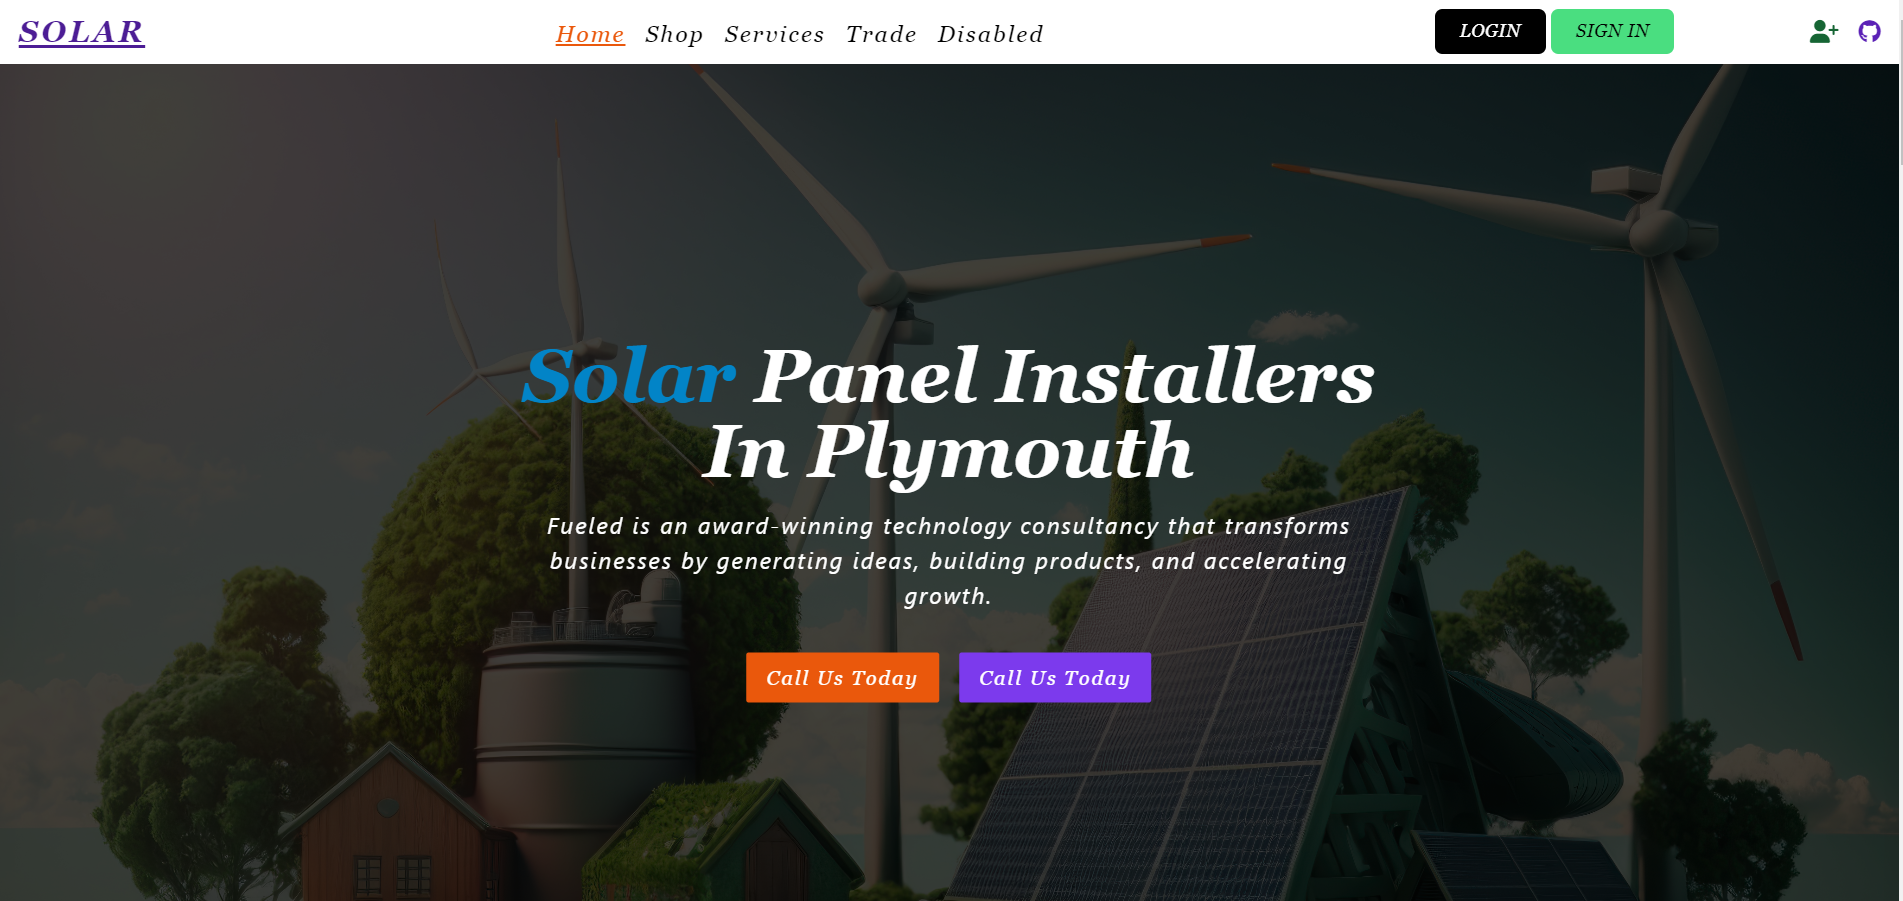 SOLAR
Home Shop Services Trade Disabled
LOGIN SIGN IN
Solar Panel Installers
In Plymouth
Fueled is an award-winning technology consultancy that transforms
businesses by generating ideas, building products, and accelerating
growth.
Call Us Today Call Us Today